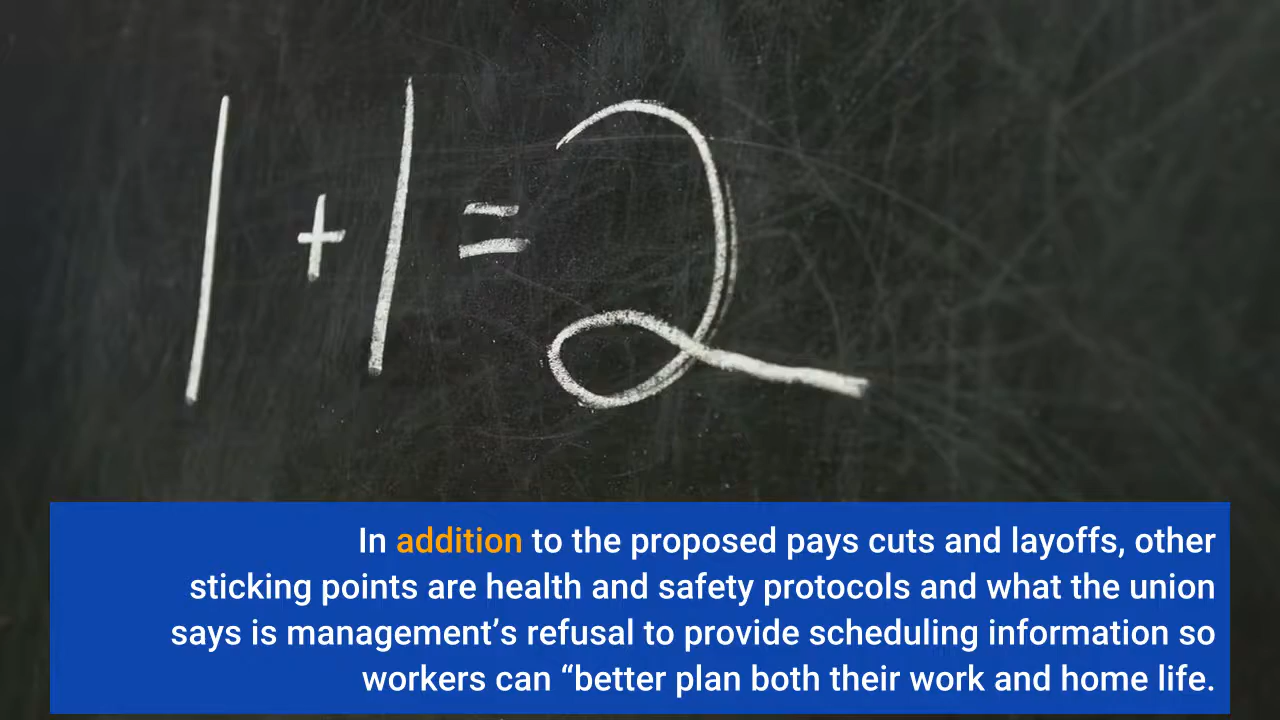 1 + 1 = 2
In addition to the proposed pays cuts and layoffs, other
sticking points are health and safety protocols and what the union
says is management’s refusal to provide scheduling information so
workers can “better plan both their work and home life.